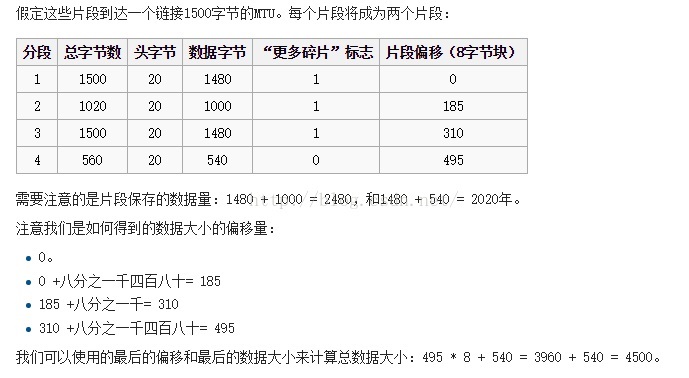 假定这些片段到达一个链接1500字节的MTU。每个片段将成为两个片段：
分段 总字节数 头字节 数据字节 “更多碎片”标志 片段偏移（8字节块）
1 1500 20 1480 1 0
2 1020 20 1000 1 185
3 1500 20 1480 1 310
4 560 20 540 0 495
需要注意的是片段保存的数据量：1480 + 1000 = 2480，和1480 + 540 = 2020年。
注意我们是如何得到的数据大小的偏移量：
0。
0 +八分之一千四百八十= 185
185 +八分之一千= 310
310 +八分之一千四百八十= 495
我们可以使用的最后的偏移和最后的数据大小来计算总数据大小：495 * 8 + 540 = 3960 + 540 = 4500。